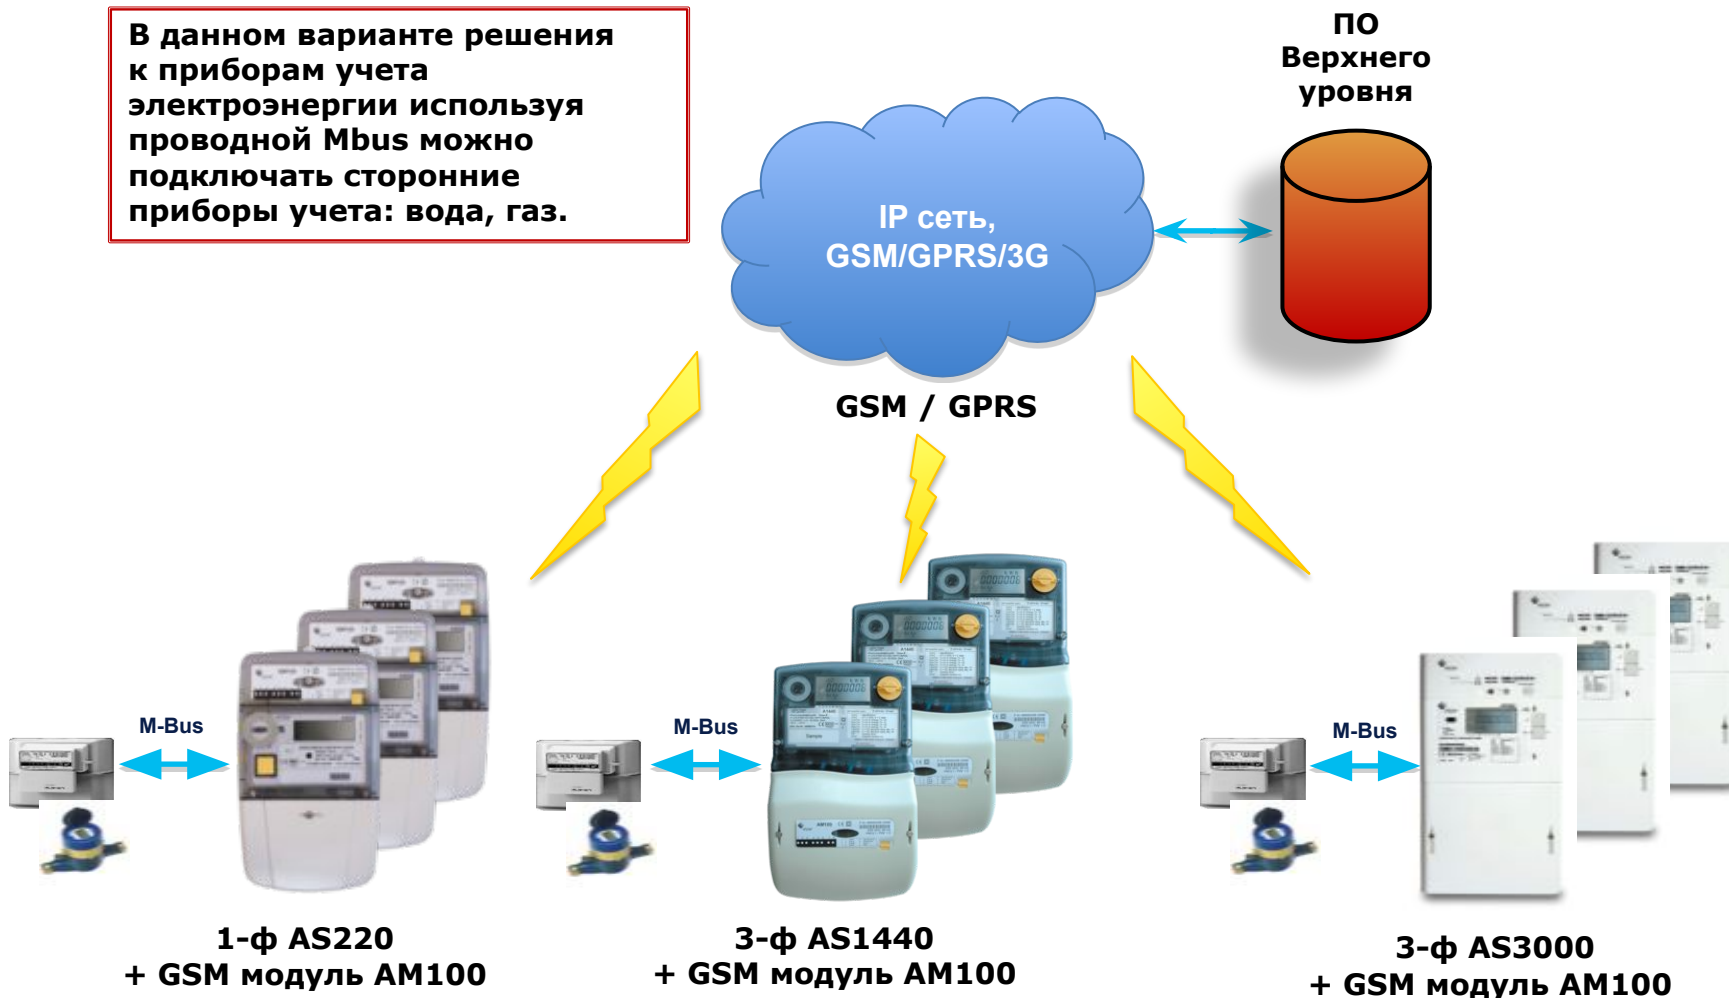 В данном варианте решения
к приборам учета
электроэнергии используя
проводной Mbus можно
подключать сторонние
приборы учета: вода, газ.
ПО
Верхнего
уровня
IP сеть,
GSM/GPRS/3G
GSM / GPRS
M-Bus
M-Bus
M-Bus
1-ф AS220
+ GSM модуль AM100
3-ф AS1440
+ GSM модуль AM100
3-ф AS3000
+ GSM модуль AM100